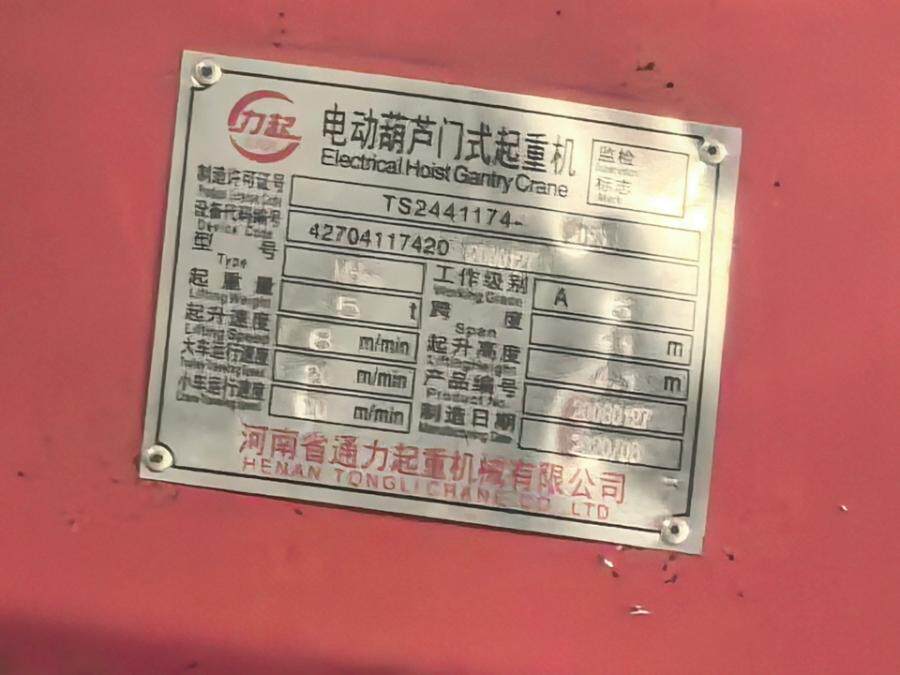 力起
电动葫芦门式起重机
Electrical Hoist Gantry Crane
监检
标志
Mark
制造许可证号
TS2441174-
设备代码编号
Device Code
42704117420
型 号
Type
工作级别
Working Grade
A
起重量
Lifting Weight
5 t
跨 度
Span
m
起升速度
Lifting Speed
8 m/min
起升高度
Lifting Height
m
大车运行速度
m/min
产品编号
Product No.
小车运行速度
m/min
制造日期
河南省通力起重机械有限公司
HENAN TONGLI CRANE CO.,LTD